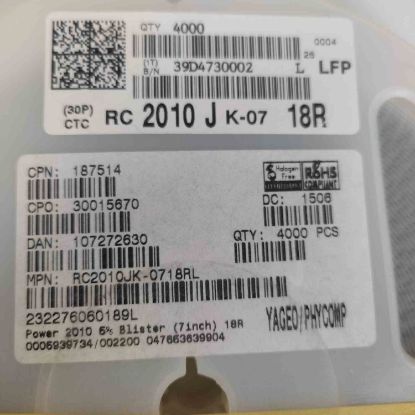 QTY 4000
0004
25
(1T)
B/N 39D4730002 L LFP
(30P)
CTC RC 2010 J K-07 18R
CPN: 187514
Halogen Free
RoHS COMPLIANT
CPO: 30015670
DC: 1506
DAN: 107272630
QTY: 4000 PCS
MPN: RC2010JK-0718RL
232276060189L
YAGEO/PHYCOMP
Power 2010 5% Blister (7inch) 18R
0006939734/002200 047663639904